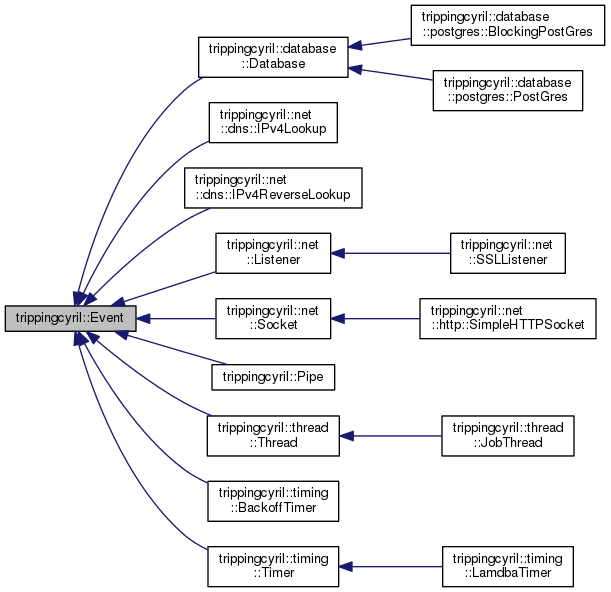 trippingcyril::database
::postgres::BlockingPostGres
trippingcyril::database
::Database
trippingcyril::database
::postgres::PostGres
trippingcyril::net
::dns::IPv4Lookup
trippingcyril::net
::dns::IPv4ReverseLookup
trippingcyril::net
::Listener
trippingcyril::net
::SSLListener
trippingcyril::Event
trippingcyril::net
::Socket
trippingcyril::net
::http::SimpleHTTPSocket
trippingcyril::Pipe
trippingcyril::thread
::Thread
trippingcyril::thread
::JobThread
trippingcyril::timing
::BackoffTimer
trippingcyril::timing
::Timer
trippingcyril::timing
::LamdbaTimer